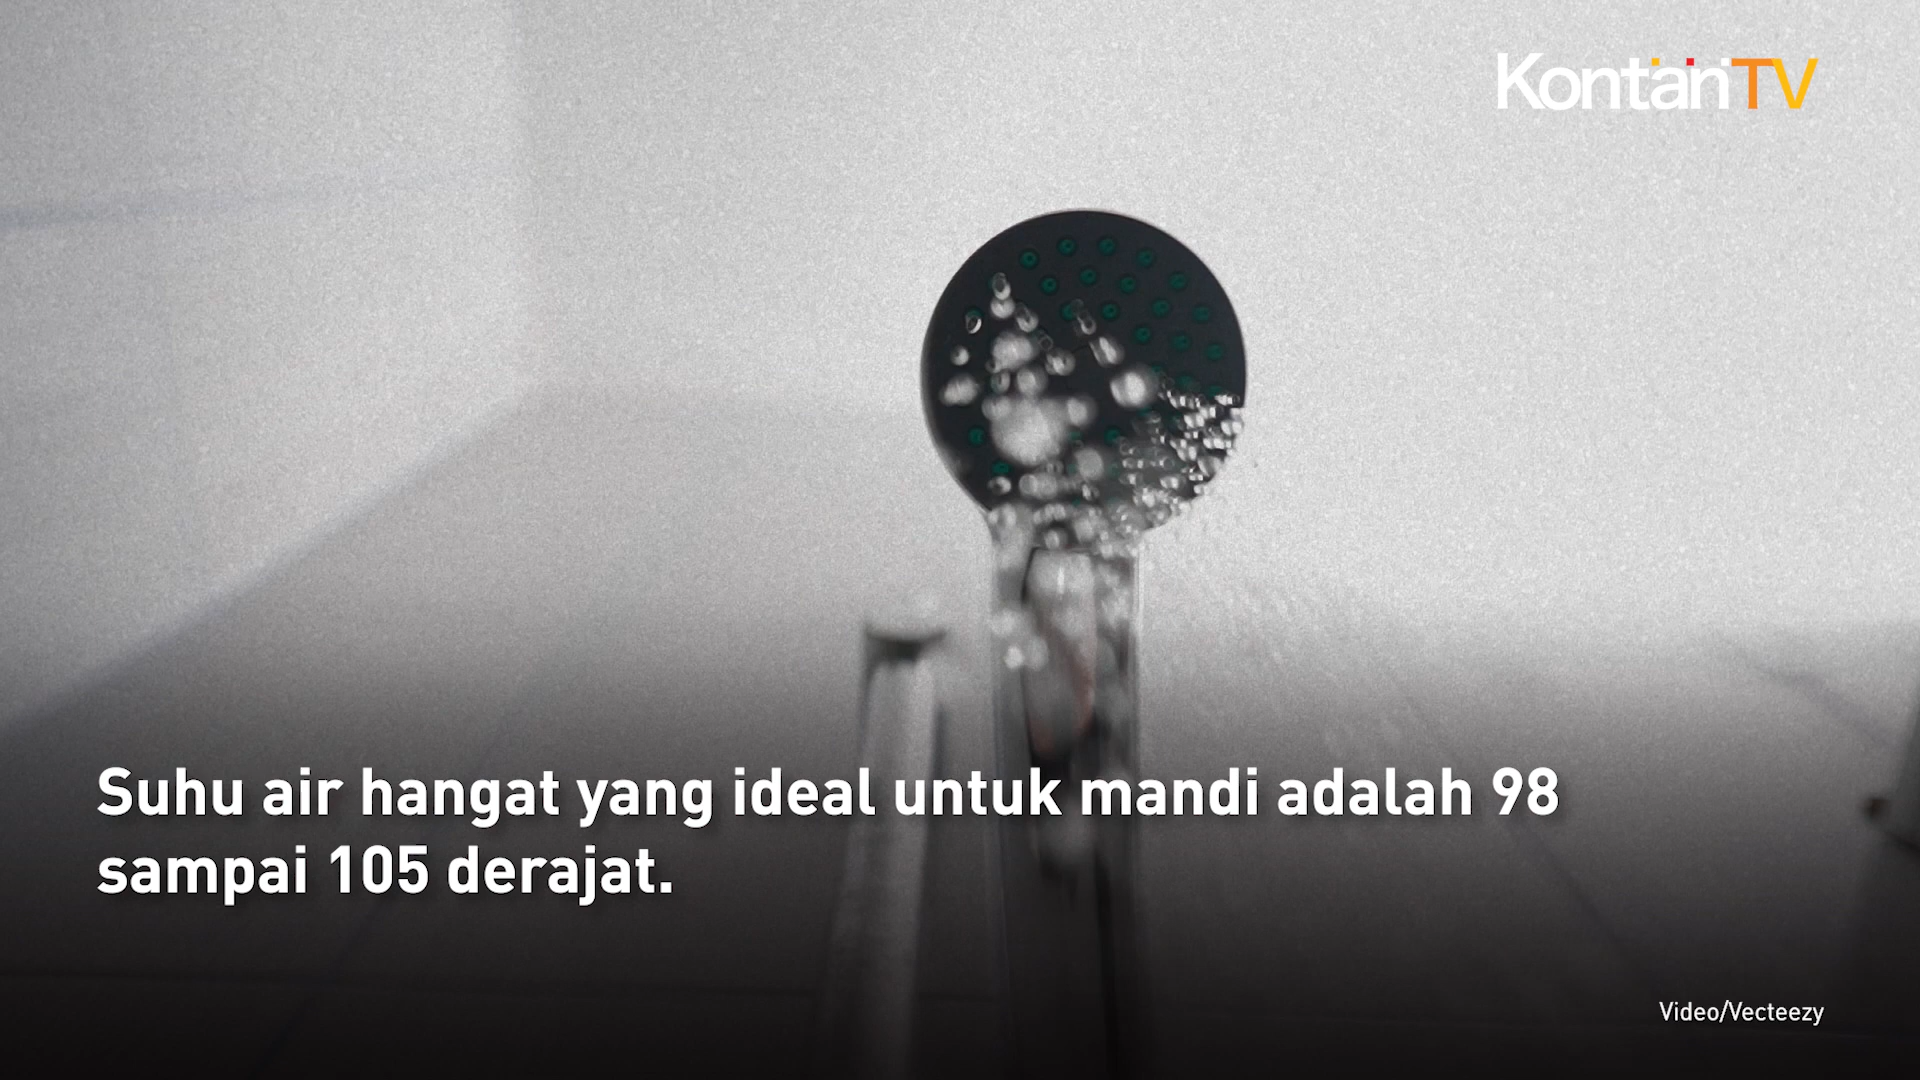 KontanTV
Suhu air hangat yang ideal untuk mandi adalah 98
sampai 105 derajat.
Video/Vecteezy